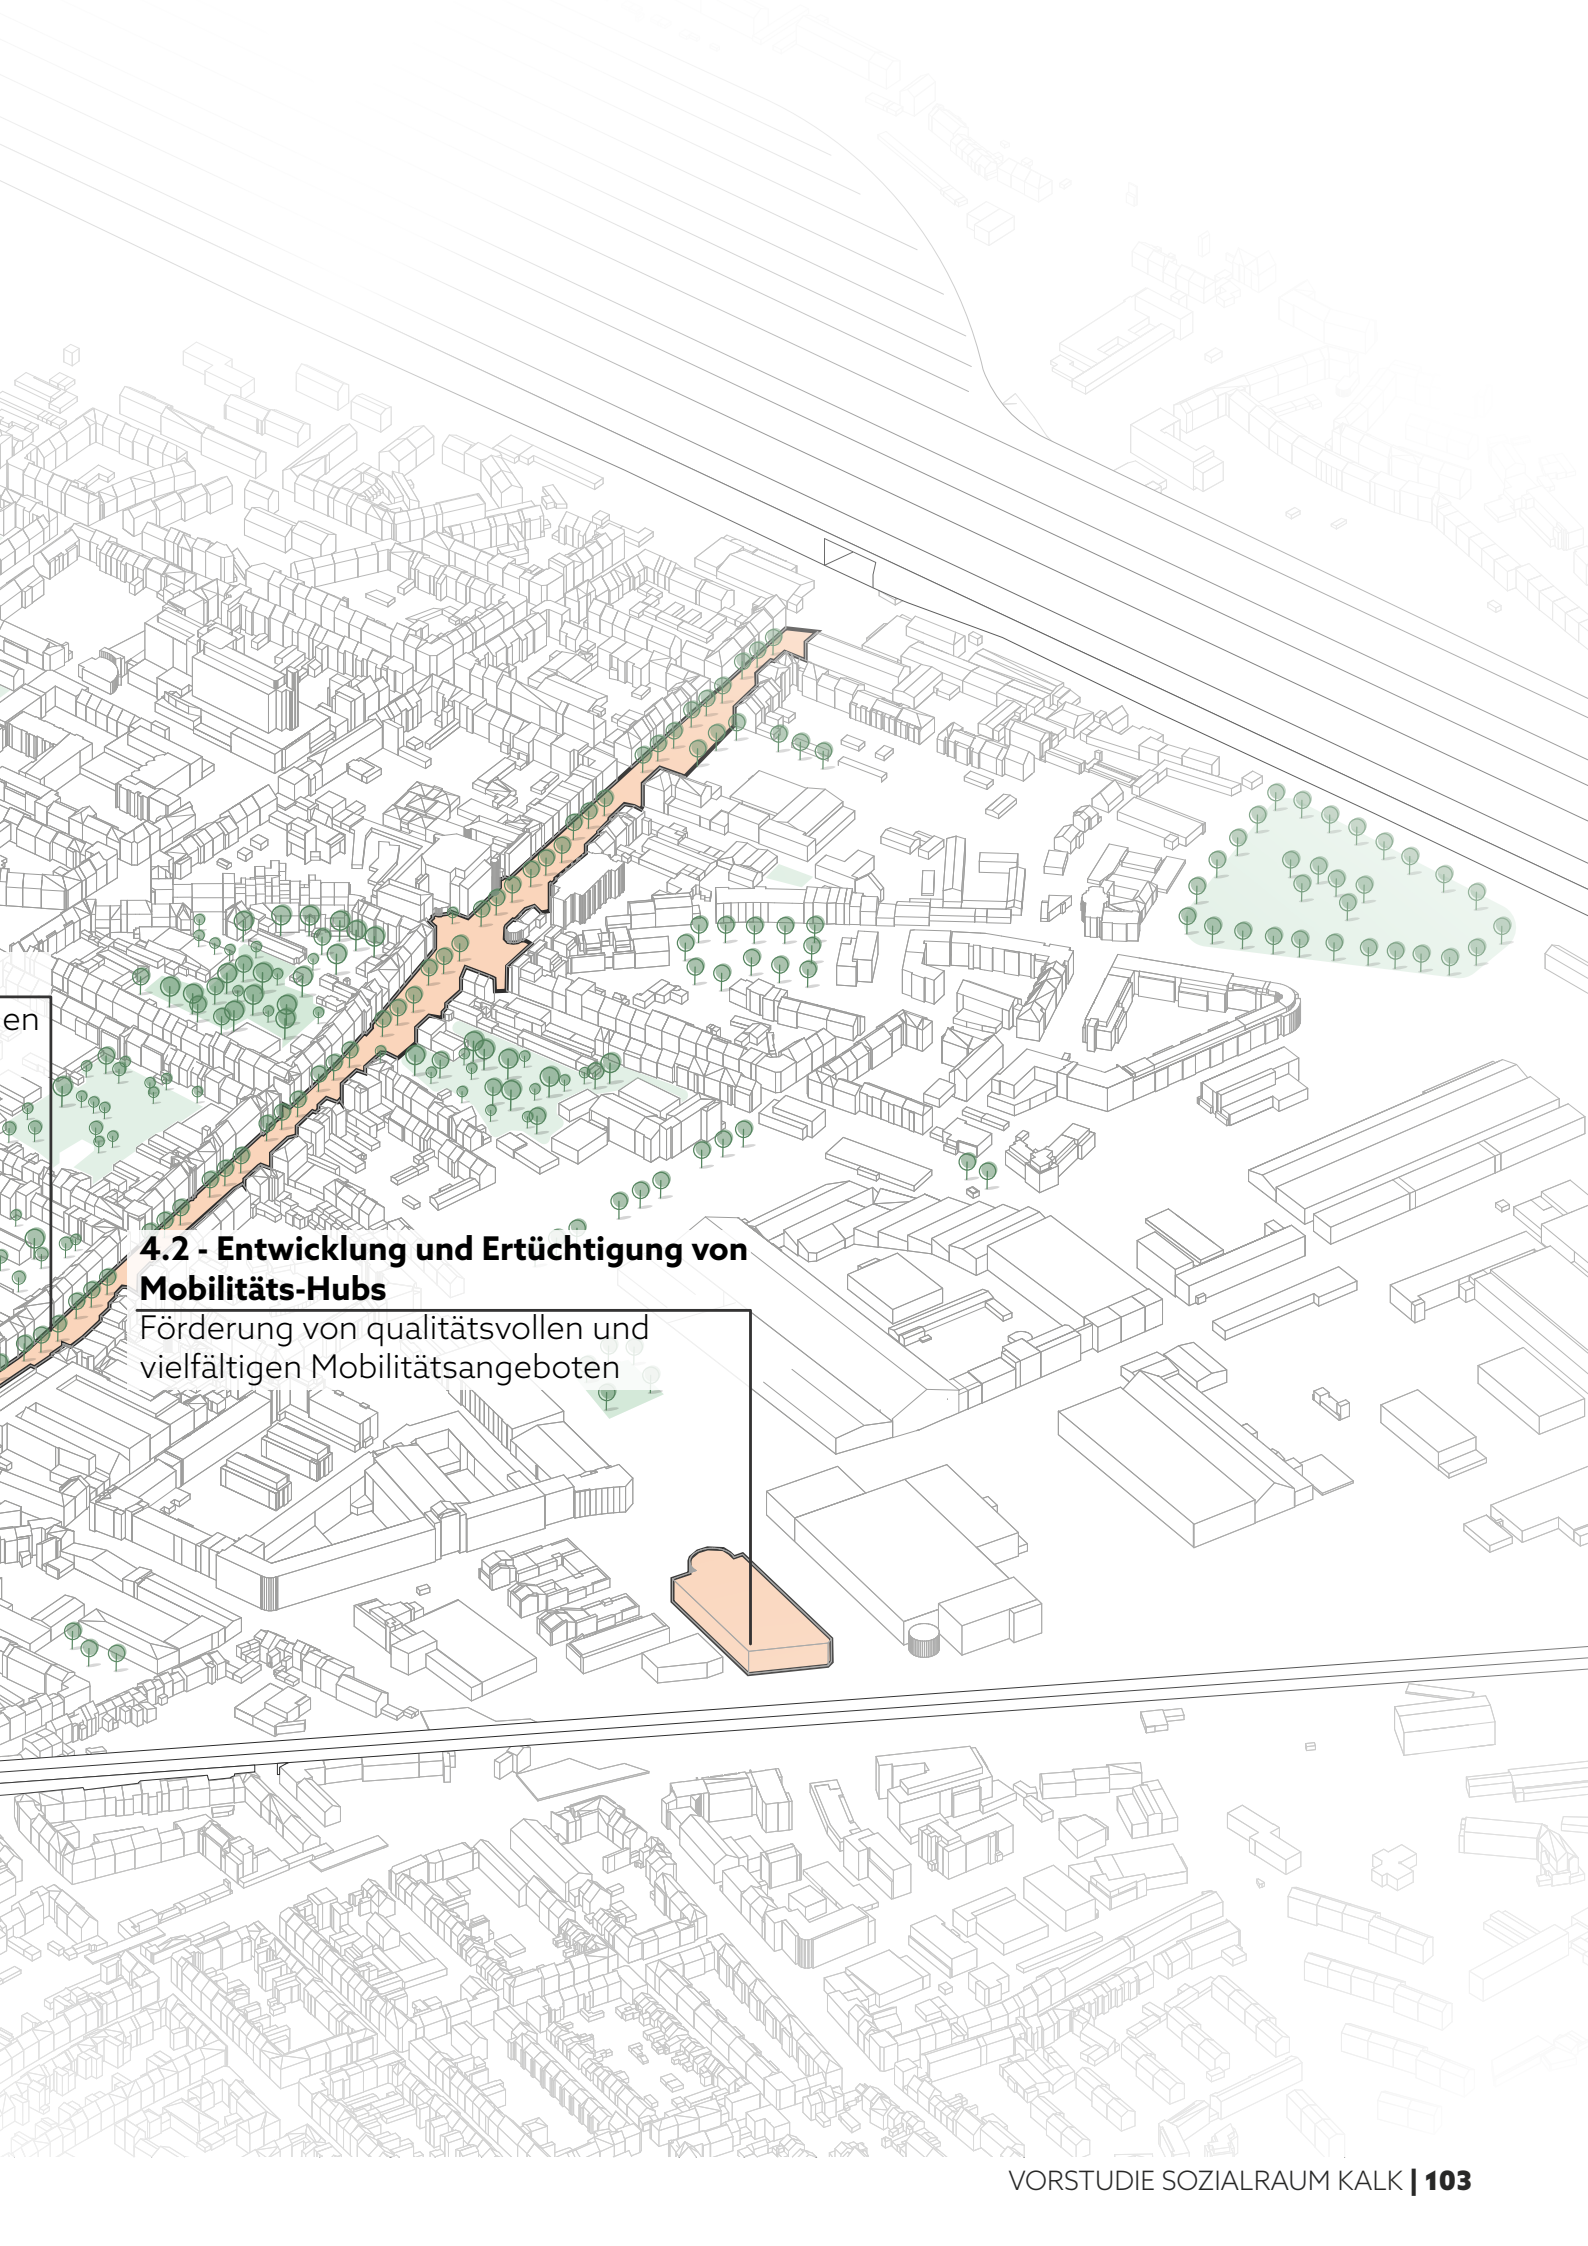 en
4.2 - Entwicklung und Ertüchtigung von
Mobilitäts-Hubs
Förderung von qualitätsvollen und
vielfältigen Mobilitätsangeboten
VORSTUDIE SOZIALRAUM KALK | 103